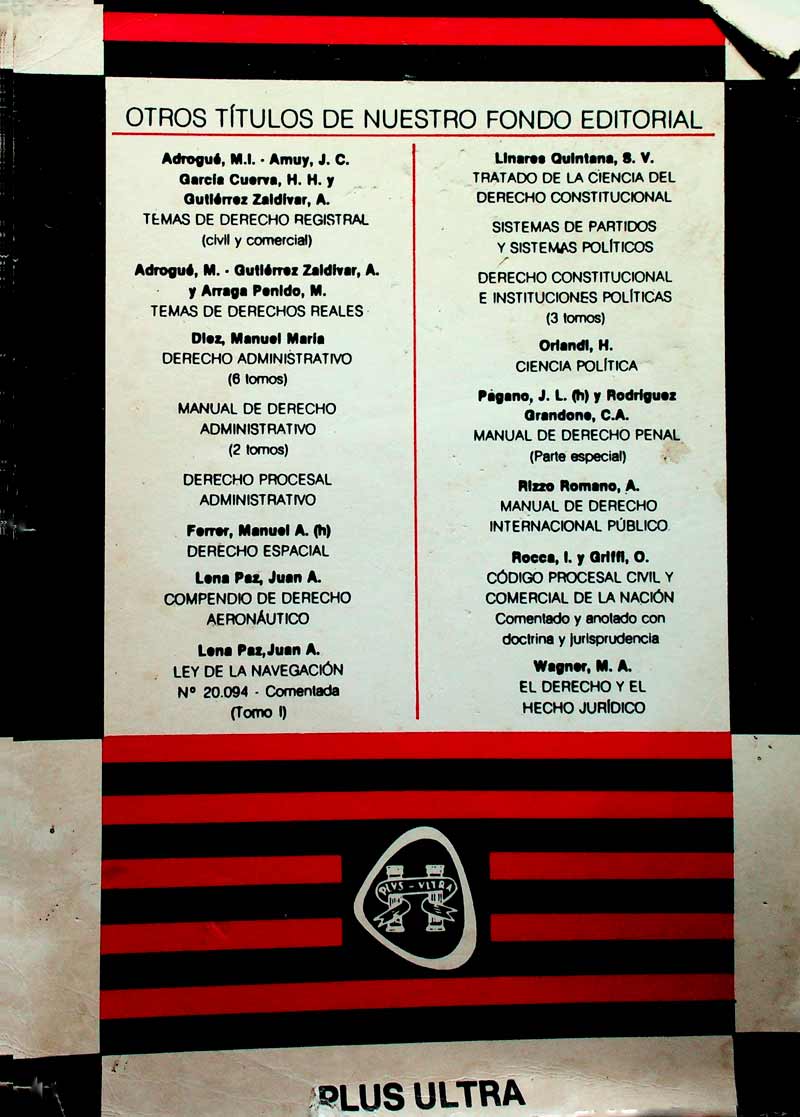 OTROS TÍTULOS DE NUESTRO FONDO EDITORIAL
Adrogué, M.I. - Amuy, J. C.
García Cuerva, H. H. y
Gutiérrez Zaldivar, A.
TEMAS DE DERECHO REGISTRAL
(civil y comercial)
Adrogué, M. - Gutiérrez Zaldivar, A.
y Arraga Penido, M.
TEMAS DE DERECHOS REALES
Diez, Manuel María
DERECHO ADMINISTRATIVO
(6 tomos)
MANUAL DE DERECHO
ADMINISTRATIVO
(2 tomos)
DERECHO PROCESAL
ADMINISTRATIVO
Ferrer, Manuel A. (h)
DERECHO ESPACIAL
Lena Paz, Juan A.
COMPENDIO DE DERECHO
AERONÁUTICO
Lena Paz, Juan A.
LEY DE LA NAVEGACIÓN
Nº 20.094 - Comentada
(Tomo I)
Linares Quintana, S. V.
TRATADO DE LA CIENCIA DEL
DERECHO CONSTITUCIONAL
SISTEMAS DE PARTIDOS
Y SISTEMAS POLÍTICOS
DERECHO CONSTITUCIONAL
E INSTITUCIONES POLÍTICAS
(3 tomos)
Orlandi, H.
CIENCIA POLÍTICA
Págano, J. L. (h) y Rodríguez
Grandone, C.A.
MANUAL DE DERECHO PENAL
(Parte especial)
Rizzo Romano, A.
MANUAL DE DERECHO
INTERNACIONAL PÚBLICO
Rocca, I. y Griffi, O.
CÓDIGO PROCESAL CIVIL Y
COMERCIAL DE LA NACIÓN
Comentado y anotado con
doctrina y jurisprudencia
Wagner, M. A.
EL DERECHO Y EL
HECHO JURÍDICO
PLVS - VLTRA
PLUS ULTRA